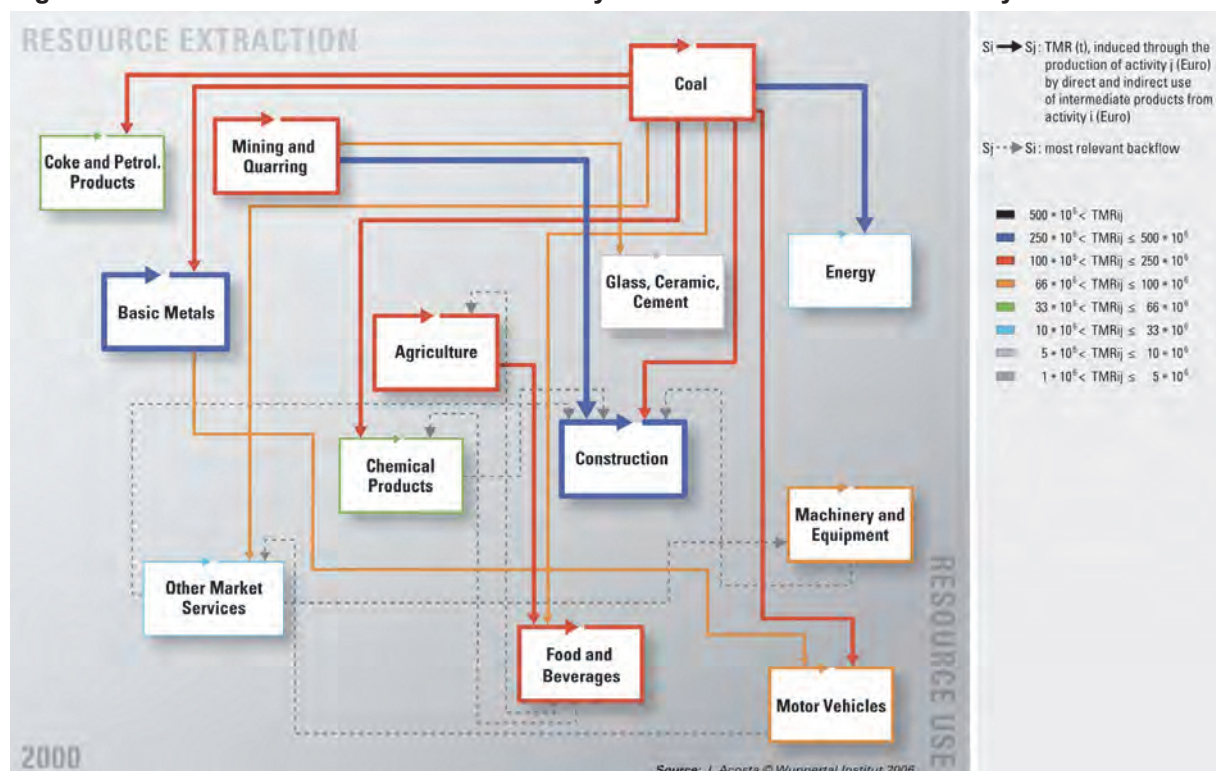 RESOURCE EXTRACTION
Coal
Coke and Petrol.
Products
Mining and
Quarring
Glass, Ceramic,
Cement
Energy
Basic Metals
Agriculture
Chemical
Products
Construction
Machinery and
Equipment
Other Market
Services
Food and
Beverages
Motor Vehicles
RESOURCE USE
2000
Source: J. Acosta © Wuppertal Institut 2006
Si Sj: TMR (t), induced through the
production of activity j (Euro)
by direct and indirect use
of intermediate products from
activity i (Euro)
Sj Si: most relevant backflow
500 * 10⁶ < TMRij
250 * 10⁶ < TMRij ≤ 500 * 10⁶
100 * 10⁶ < TMRij ≤ 250 * 10⁶
66 * 10⁶ < TMRij ≤ 100 * 10⁶
33 * 10⁶ < TMRij ≤ 66 * 10⁶
10 * 10⁶ < TMRij ≤ 33 * 10⁶
5 * 10⁶ < TMRij ≤ 10 * 10⁶
1 * 10⁶ < TMRij ≤ 5 * 10⁶